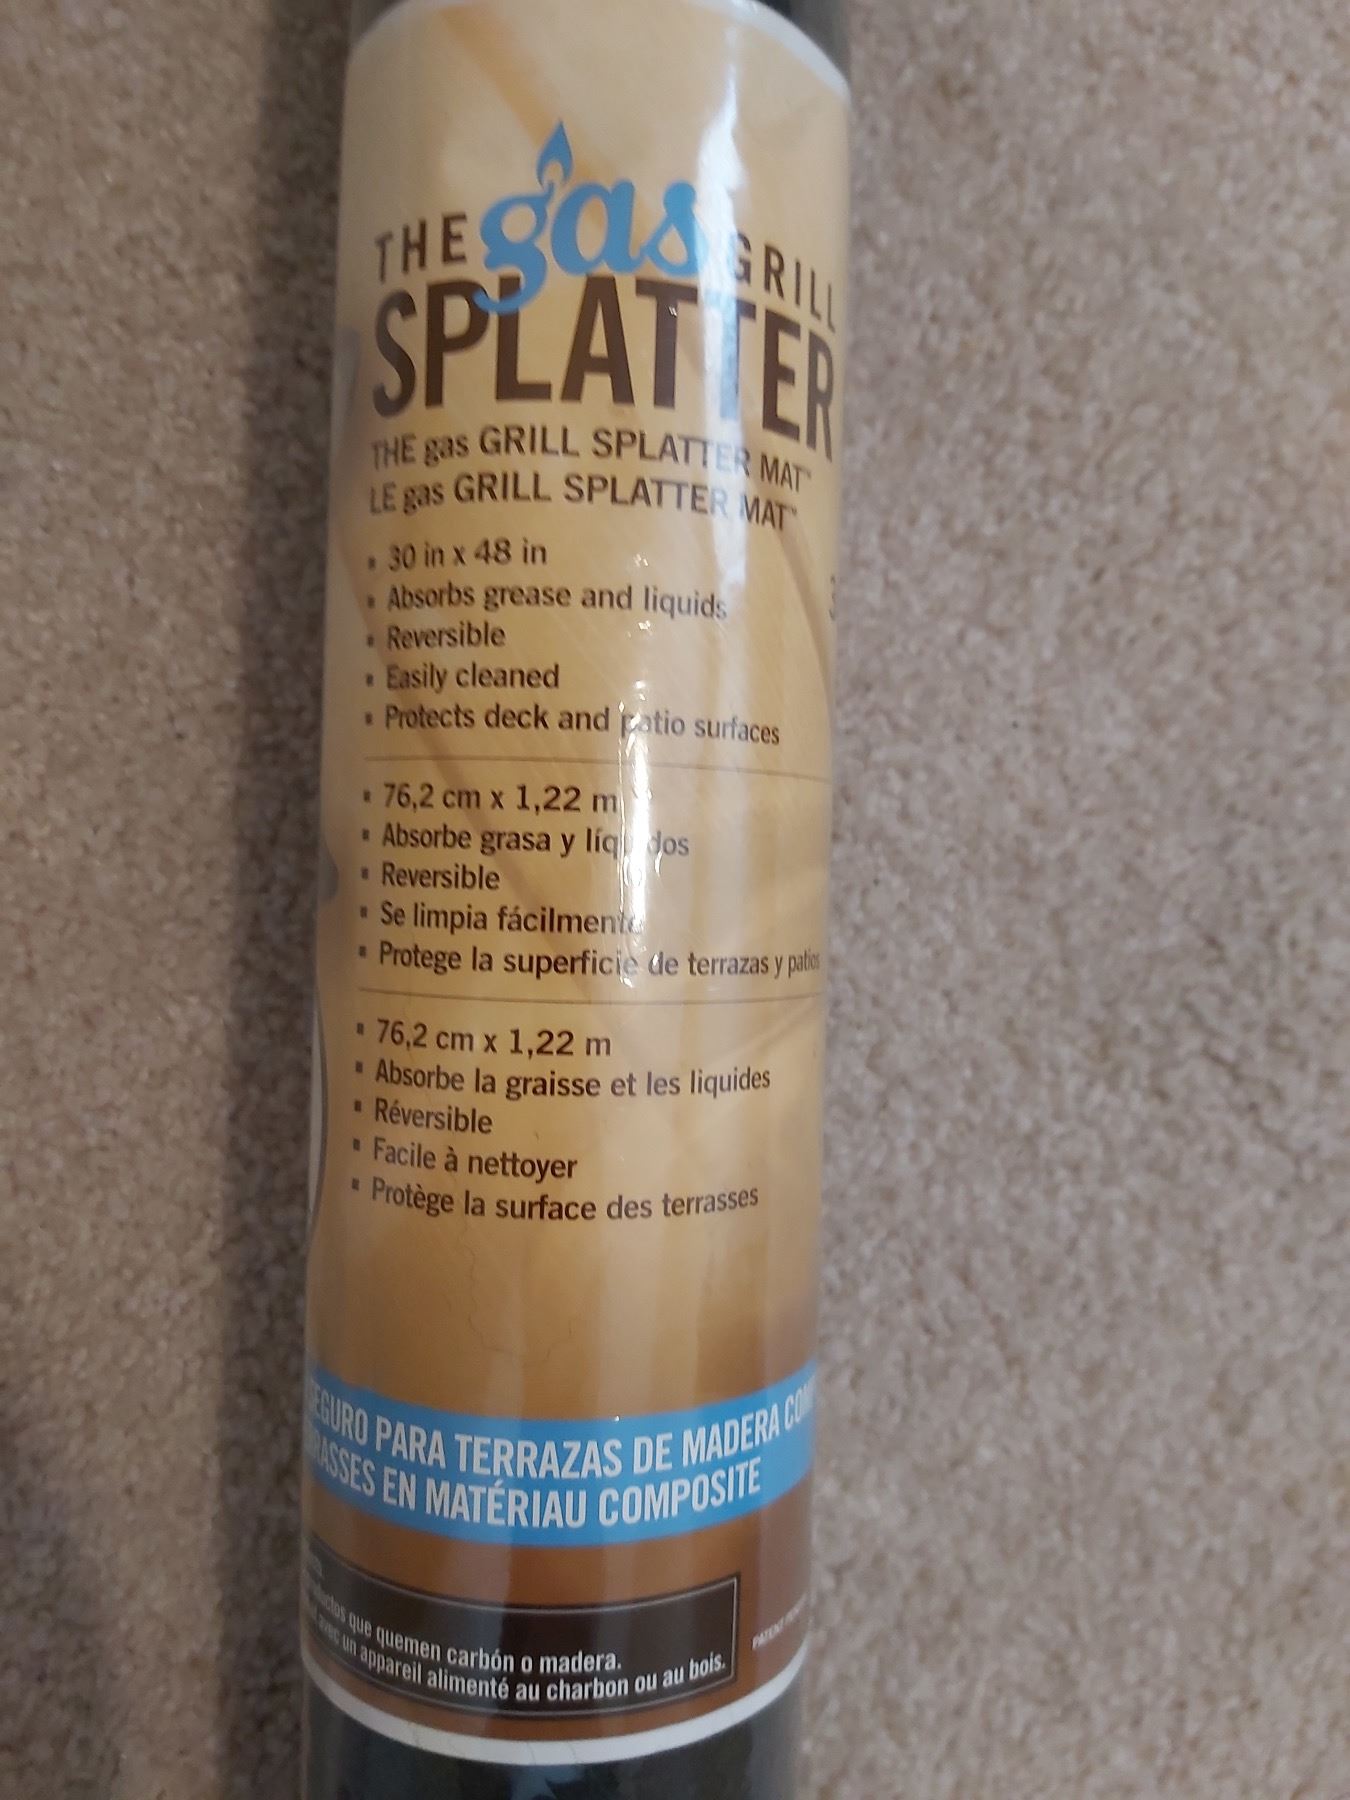 THE gas GRILL
SPLATTER
THE gas GRILL SPLATTER MAT™
LE gas GRILL SPLATTER MAT™
▪ 30 in x 48 in
▪ Absorbs grease and liquids
▪ Reversible
▪ Easily cleaned
▪ Protects deck and patio surfaces
▪ 76,2 cm x 1,22 m
▪ Absorbe grasa y líquidos
▪ Reversible
▪ Se limpia fácilmente
▪ Protege la superficie de terrazas y patios
▪ 76,2 cm x 1,22 m
▪ Absorbe la graisse et les liquides
▪ Réversible
▪ Facile à nettoyer
▪ Protège la surface des terrasses
SEGURO PARA TERRAZAS DE MADERA
EN MATÉRIAU COMPOSITE
que quemen carbón o madera.
avec un appareil alimenté au charbon ou au bois.
PATENT